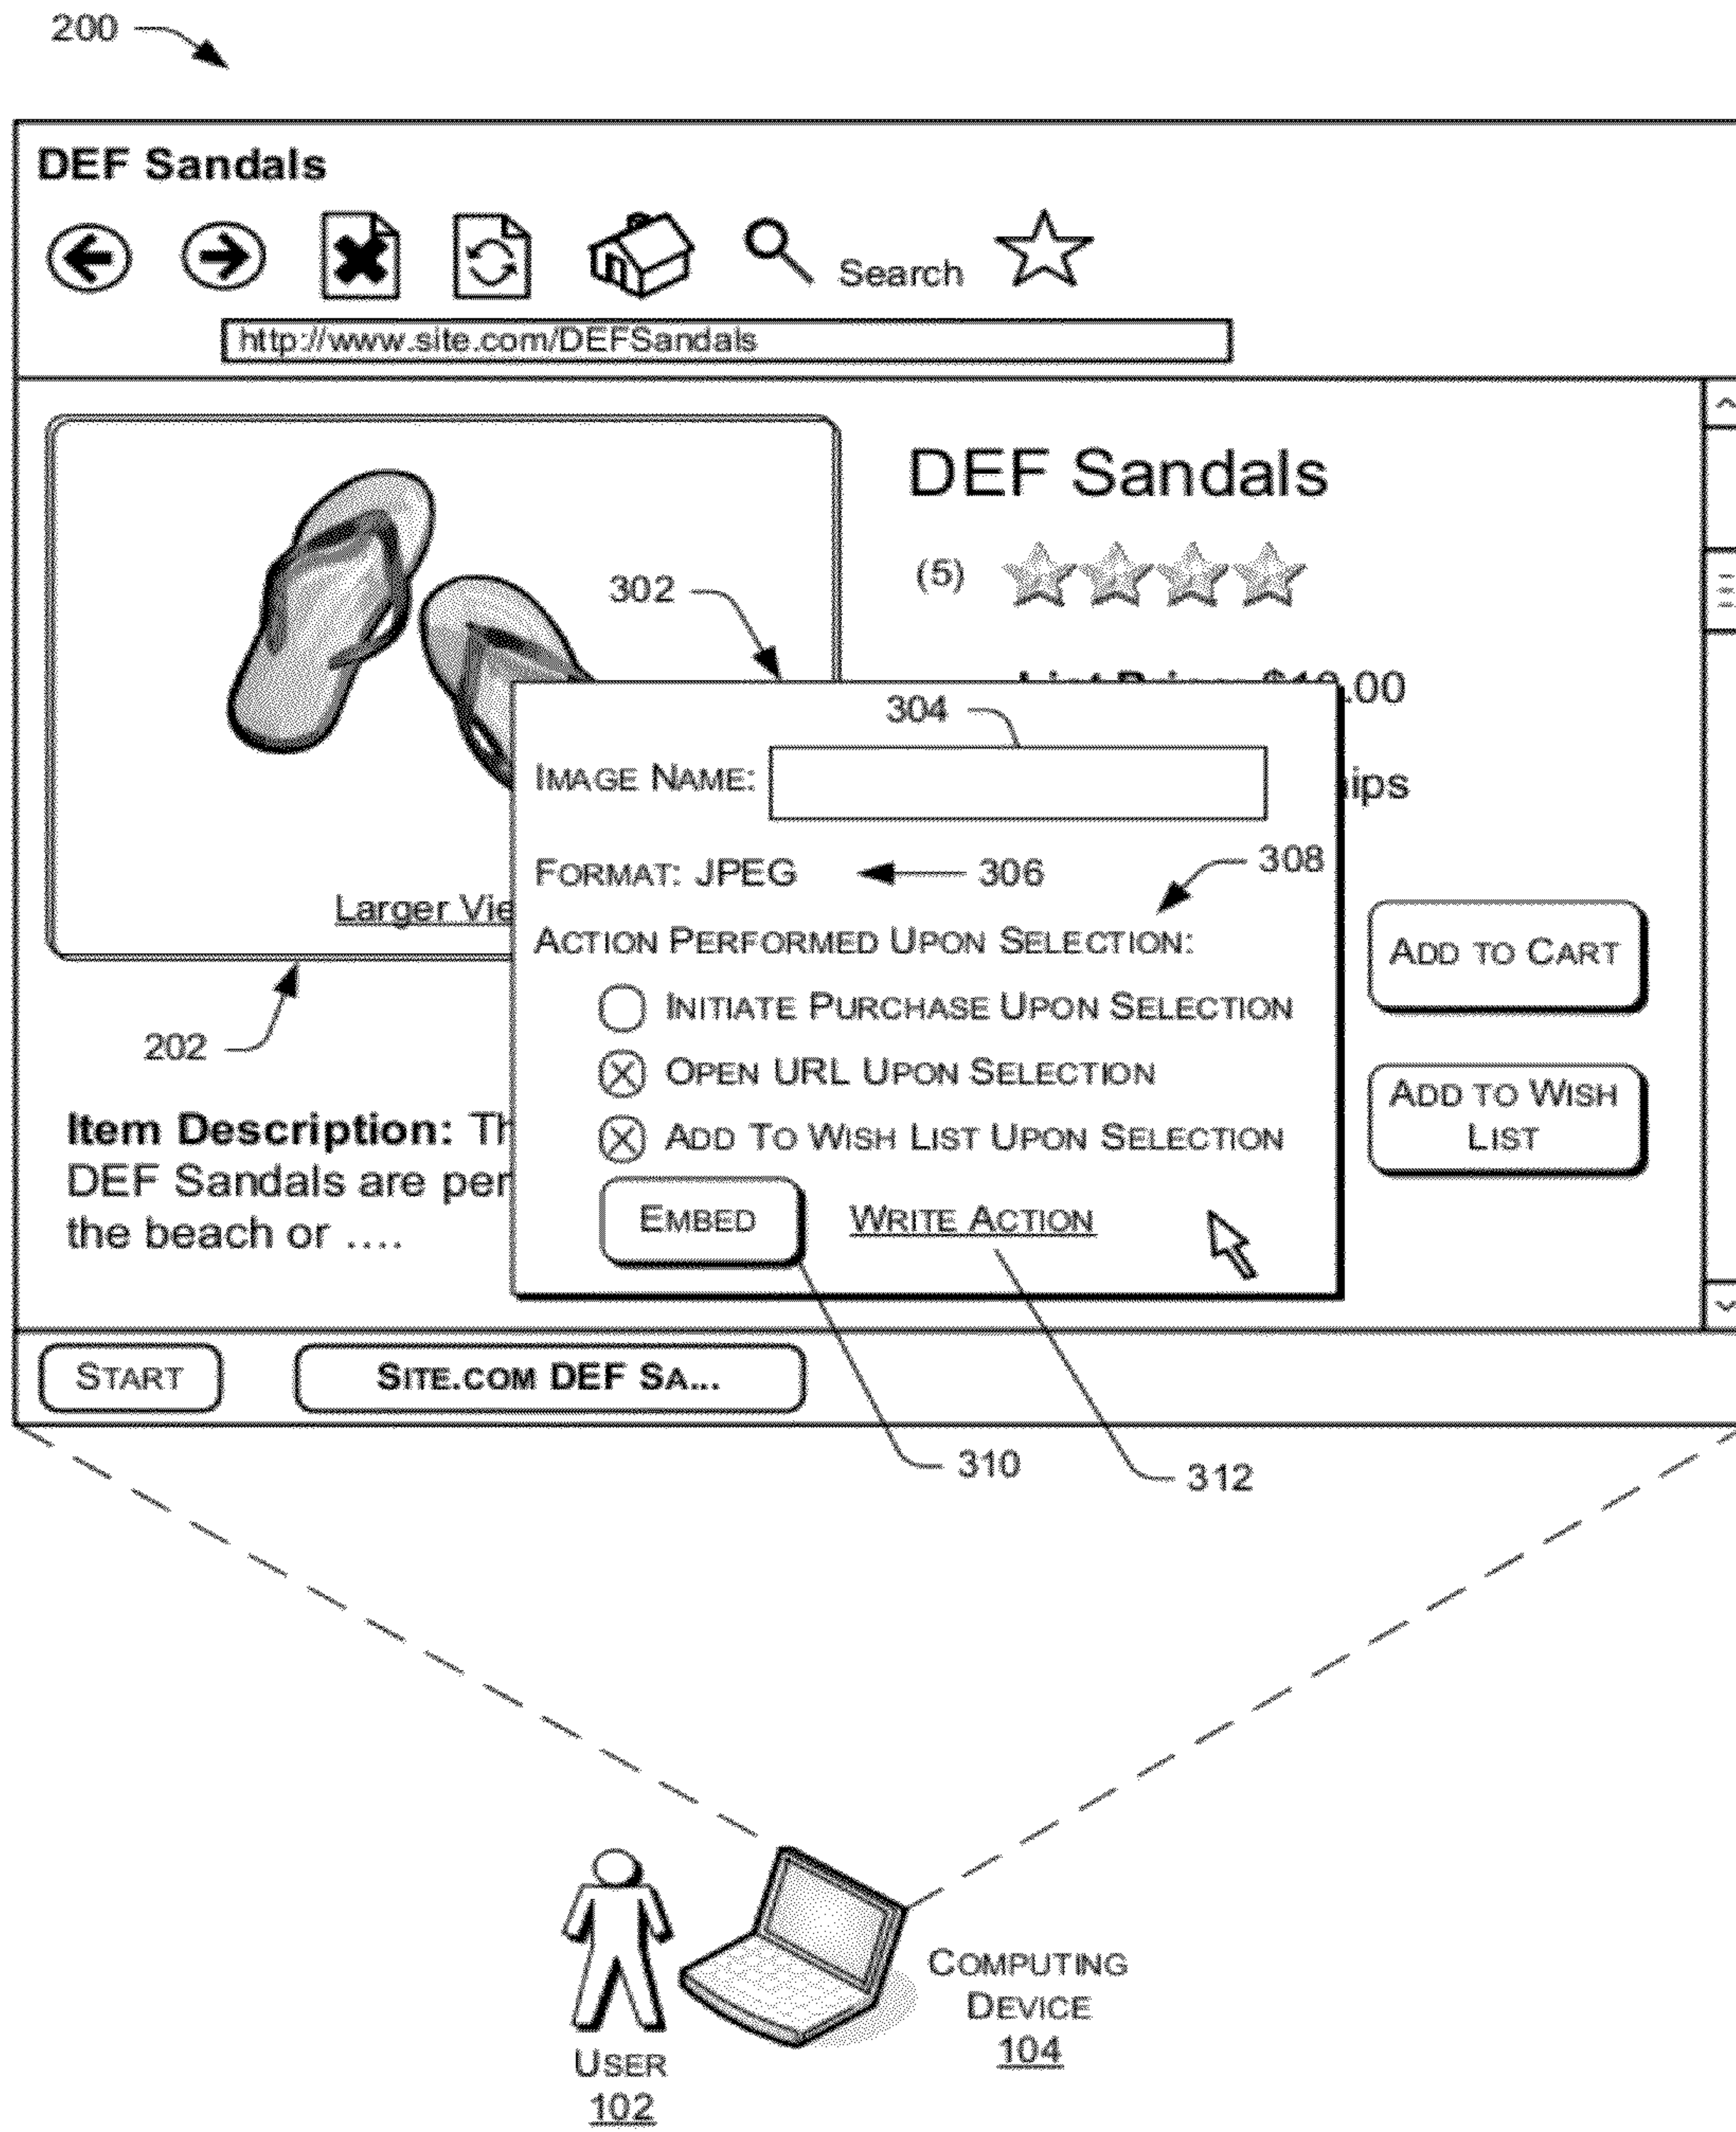 200
DEF Sandals
Search
http://www.site.com/DEFSandals
DEF Sandals
(5)
302
.00
304
IMAGE NAME:
ips
FORMAT: JPEG
306
308
Larger Vie
ACTION PERFORMED UPON SELECTION:
ADD TO CART
INITIATE PURCHASE UPON SELECTION
202
OPEN URL UPON SELECTION
ADD TO WISH
LIST
Item Description: Th
ADD TO WISH LIST UPON SELECTION
DEF Sandals are per
the beach or ....
EMBED
WRITE ACTION
START
SITE.COM DEF SA...
310
312
COMPUTING
DEVICE
104
USER
102